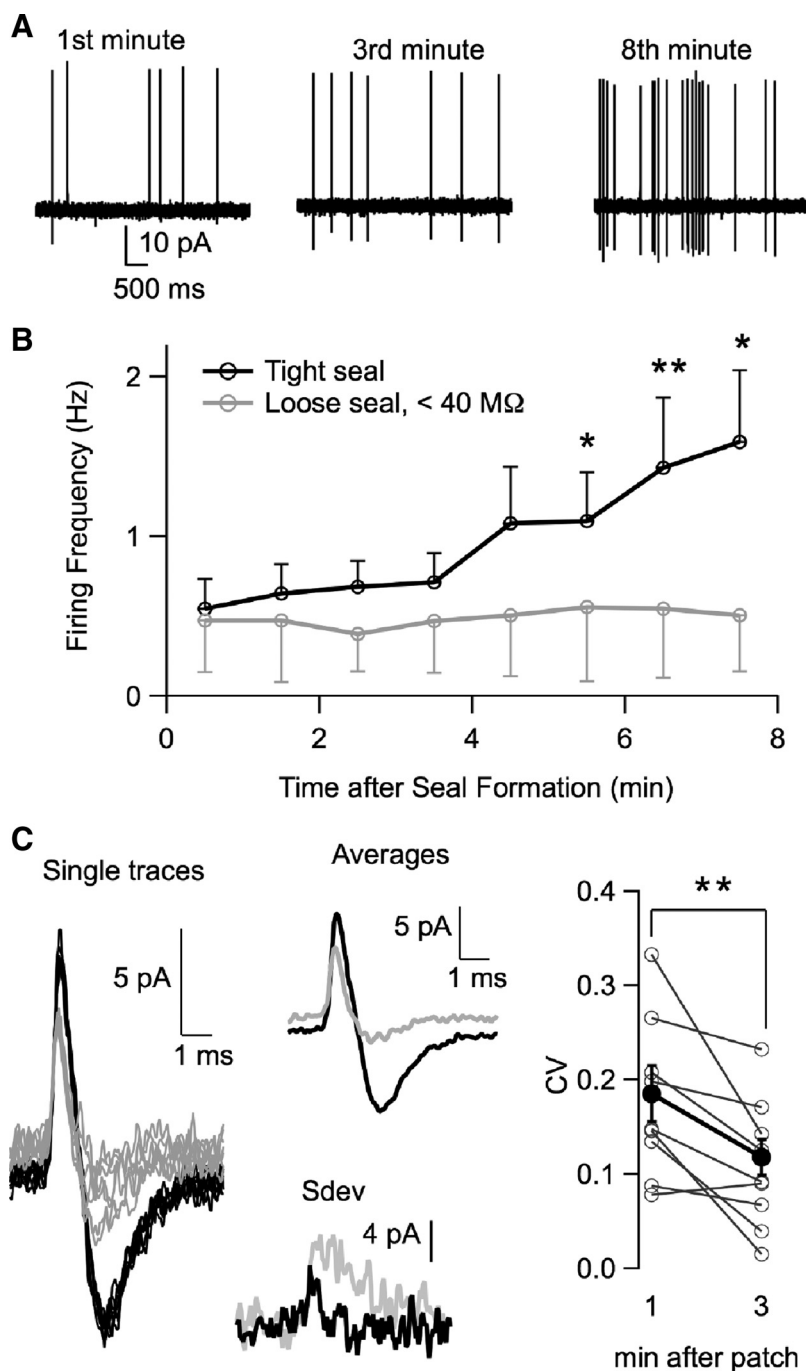 A
1st minute
3rd minute
8th minute
10 pA
500 ms
B
Firing Frequency (Hz)
2
1
0
Tight seal
Loose seal, < 40 MΩ
*
**
*
0
2
4
6
8
Time after Seal Formation (min)
C
Single traces
5 pA
1 ms
Averages
5 pA
1 ms
Sdev
4 pA
CV
0.4
0.3
0.2
0.1
0.0
**
1
3
min after patch